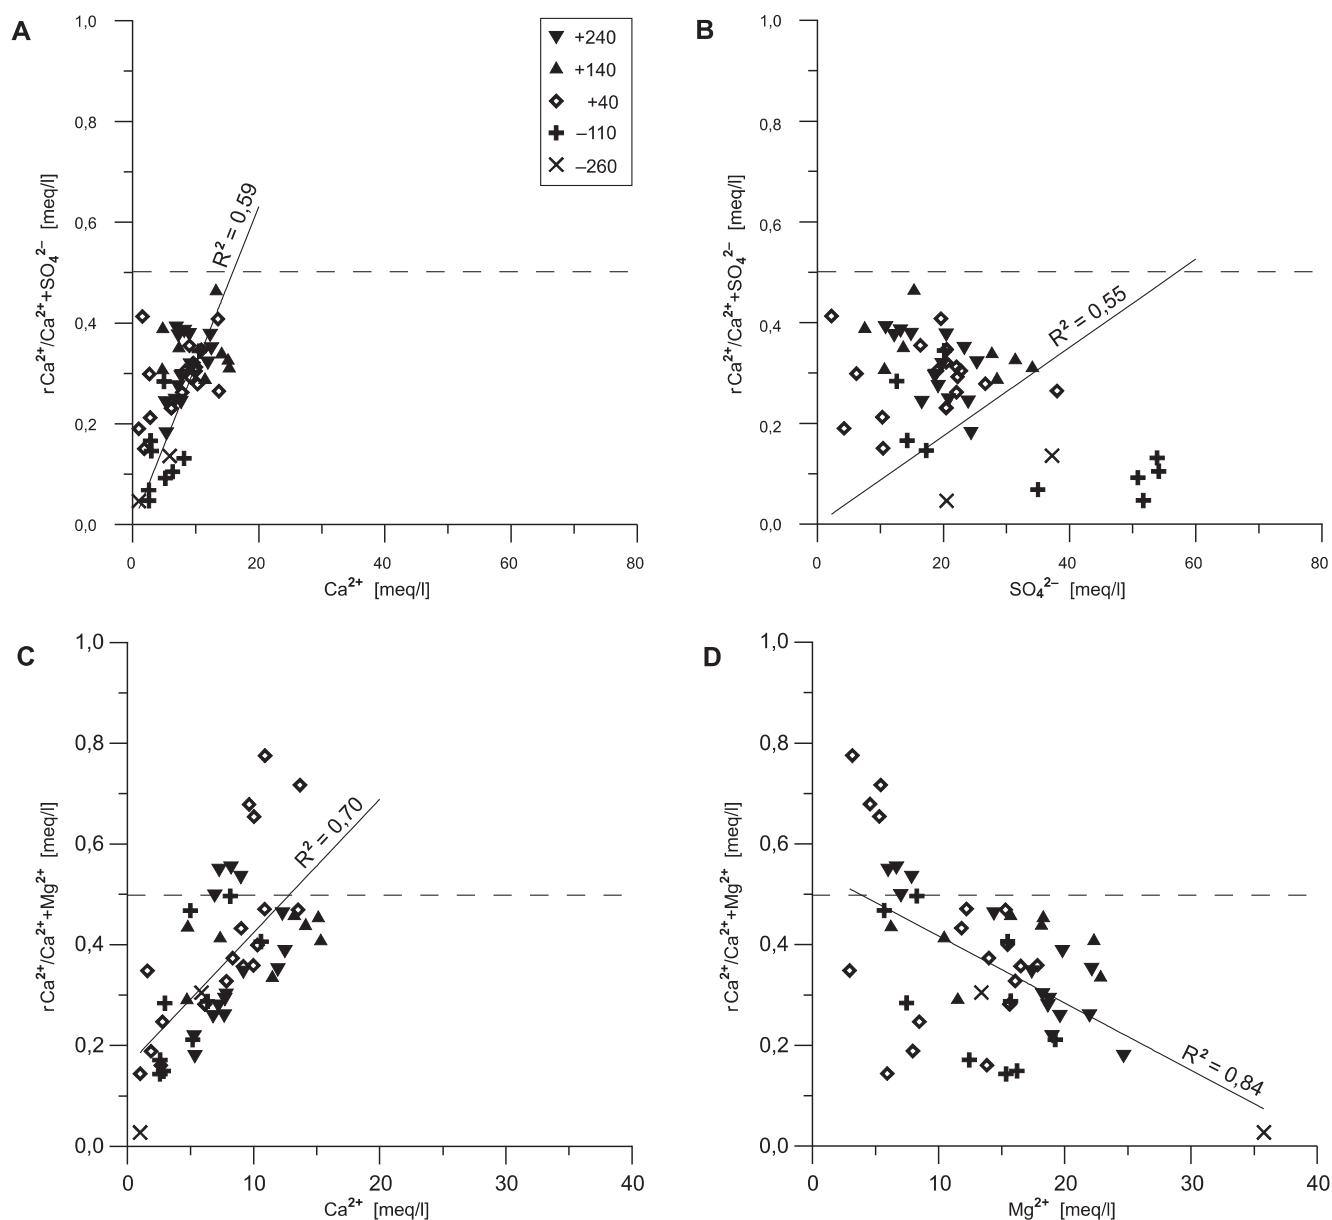 A
1,0
0,8
0,6
0,4
0,2
0,0
rCa²⁺/Ca²⁺+SO₄²⁻ [meq/l]
R² = 0,59
+240
+140
+40
–110
–260
0 20 40 60 80
Ca²⁺ [meq/l]
B
1,0
0,8
0,6
0,4
0,2
0,0
rCa²⁺/Ca²⁺+SO₄²⁻ [meq/l]
R² = 0,55
0 20 40 60 80
SO₄²⁻ [meq/l]
C
1,0
0,8
0,6
0,4
0,2
0,0
rCa²⁺/Ca²⁺+Mg²⁺ [meq/l]
R² = 0,70
0 10 20 30 40
Ca²⁺ [meq/l]
D
1,0
0,8
0,6
0,4
0,2
0,0
rCa²⁺/Ca²⁺+Mg²⁺ [meq/l]
R² = 0,84
0 10 20 30 40
Mg²⁺ [meq/l]